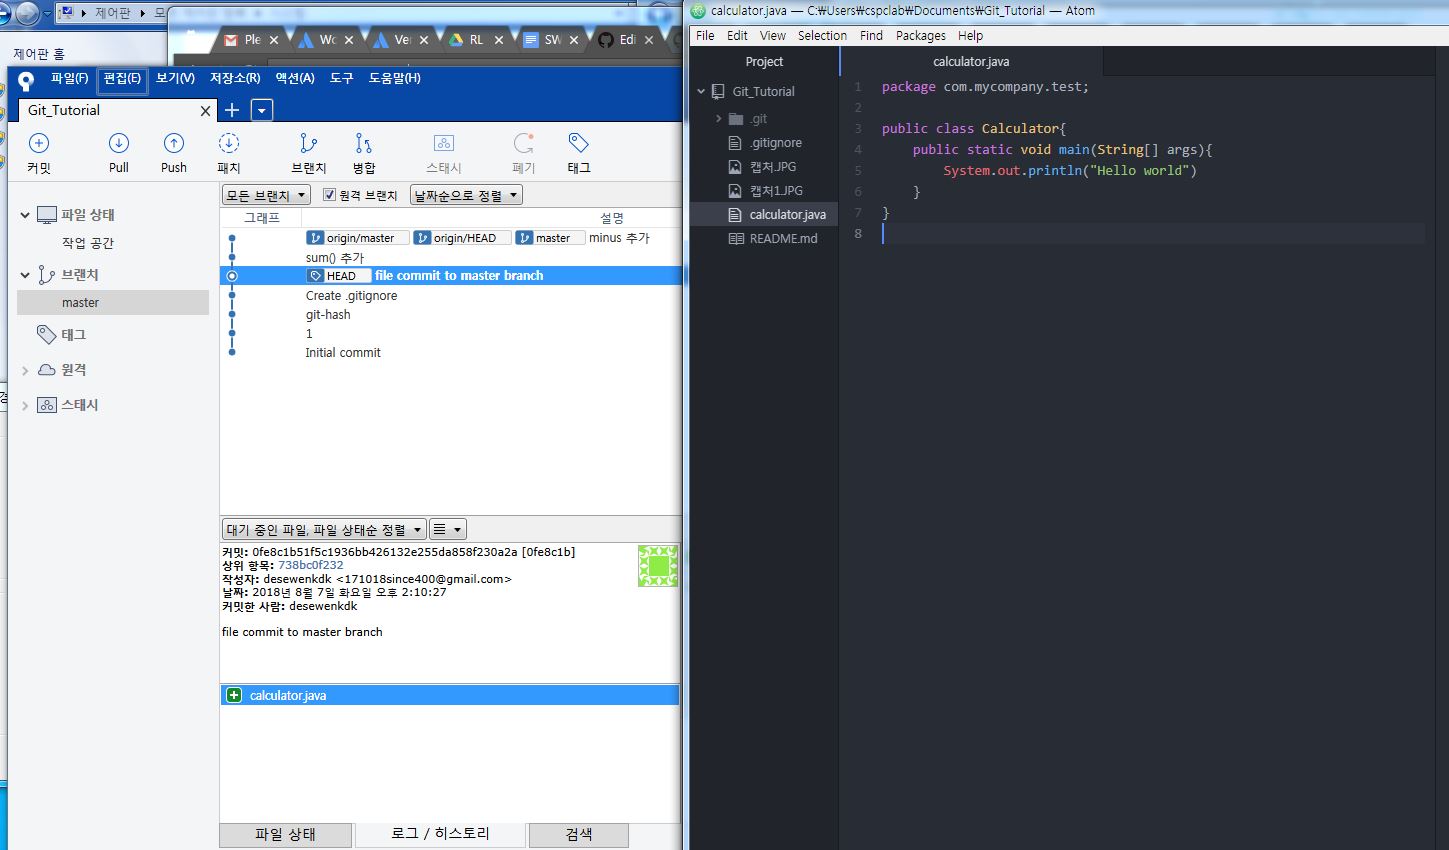 calculator.java — C:₩Users₩cspclab₩Documents₩Git_Tutorial — Atom
제어판
제어판 홈
Ple
RL
SW
Edi
파일(F) 편집(E) 보기(V) 저장소(R) 액션(A) 도구 도움말(H)
Git_Tutorial
커밋 Pull Push 패치 브랜치 병합 스태시 폐기 태그
파일 상태
작업 공간
브랜치
master
태그
원격
스태시
모든 브랜치 원격 브랜치 날짜순으로 정렬
그래프 설명
origin/master origin/HEAD master minus 추가
sum() 추가
HEAD file commit to master branch
Create .gitignore
git-hash
1
Initial commit
대기 중인 파일, 파일 상태순 정렬
커밋: 0fe8c1b51f5c1936bb426132e255da858f230a2a [0fe8c1b]
상위 항목: 738bc0f232
작성자: desewenkdk <171018since400@gmail.com>
날짜: 2018년 8월 7일 화요일 오후 2:10:27
커밋한 사람: desewenkdk
file commit to master branch
calculator.java
파일 상태 로그 / 히스토리 검색
File Edit View Selection Find Packages Help
Project
Git_Tutorial
.git
.gitignore
캡처.JPG
캡처1.JPG
calculator.java
README.md
calculator.java
1 package com.mycompany.test;
2
3 public class Calculator{
4 public static void main(String[] args){
5 System.out.println("Hello world")
6 }
7 }
8